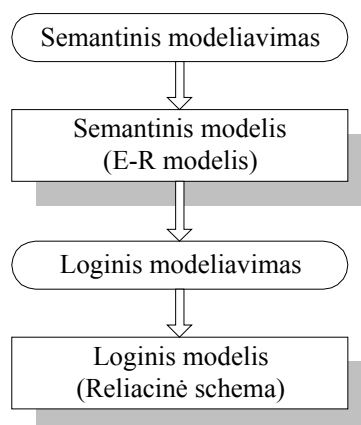 Semantinis modeliavimas
Semantinis modelis
(E-R modelis)
Loginis modeliavimas
Loginis modelis
(Reliacinė schema)